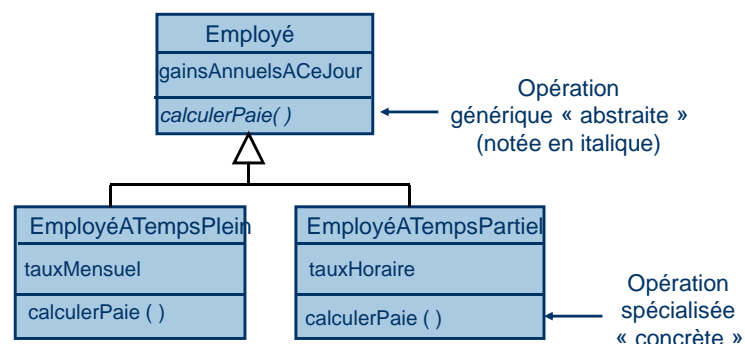 Employé
gainsAnnuelsACeJour
calculerPaie( )
Opération
générique « abstraite »
(notée en italique)
EmployéATempsPlein
tauxMensuel
calculerPaie ( )
EmployéATempsPartiel
tauxHoraire
calculerPaie ( )
Opération
spécialisée
« concrète »